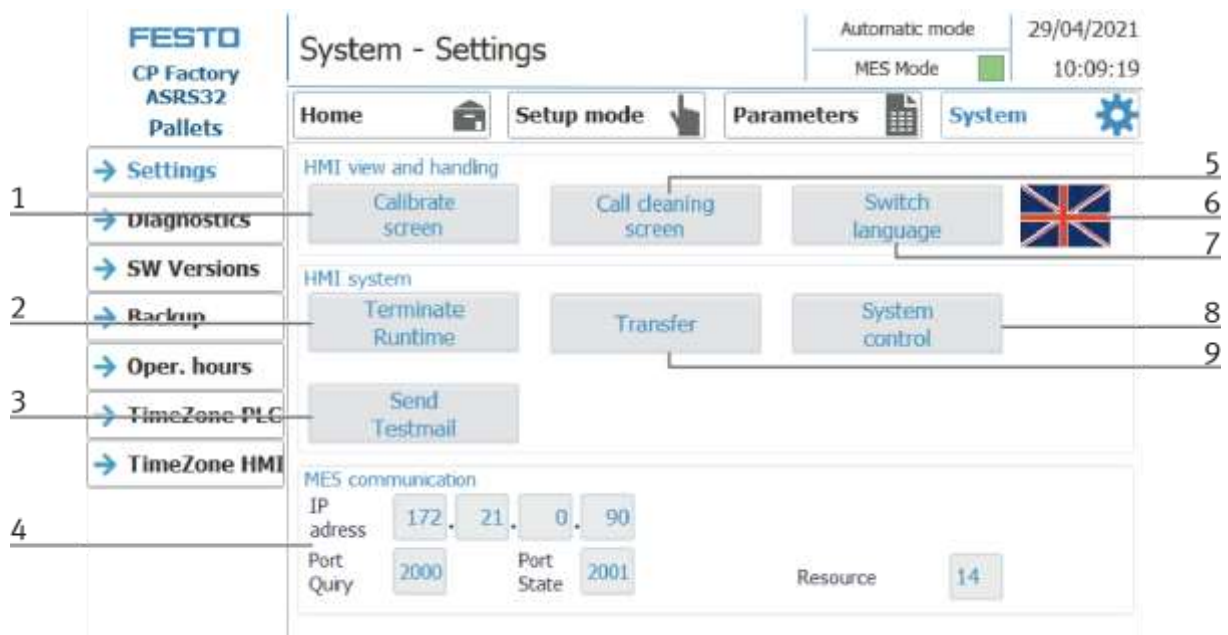 FESTO
CP Factory
ASRS32
Pallets
System - Settings
Automatic mode
MES Mode
29/04/2021
10:09:19
Home
Setup mode
Parameters
System
Settings
Diagnostics
SW Versions
Backup
Oper. hours
TimeZone PLC
TimeZone HMI
HMI view and handling
Calibrate
screen
Call cleaning
screen
Switch
language
HMI system
Terminate
Runtime
Transfer
System
control
Send
Testmail
MES communication
IP
adress
172 . 21 . 0 . 90
Port
Quiry
2000
Port
State
2001
Resource
14
1
2
3
4
5
6
7
8
9